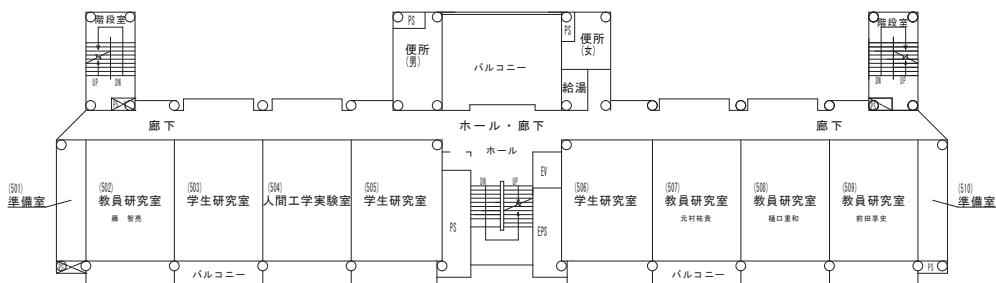 階段室
UP
DN
PS
PS
便所
(男)
バルコニー
PS
便所
(女)
給湯
階段室
DN
UP
PS
廊下
ホール・廊下
廊下
ホール
(501)
準備室
(502)
教員研究室
藤 智亮
(503)
学生研究室
(504)
人間工学実験室
(505)
学生研究室
PS
DN
UP
EV
EPS
(506)
学生研究室
(507)
教員研究室
元村祐貴
(508)
教員研究室
樋口重和
(509)
教員研究室
前田享史
(510)
準備室
PS
バルコニー
バルコニー
PS